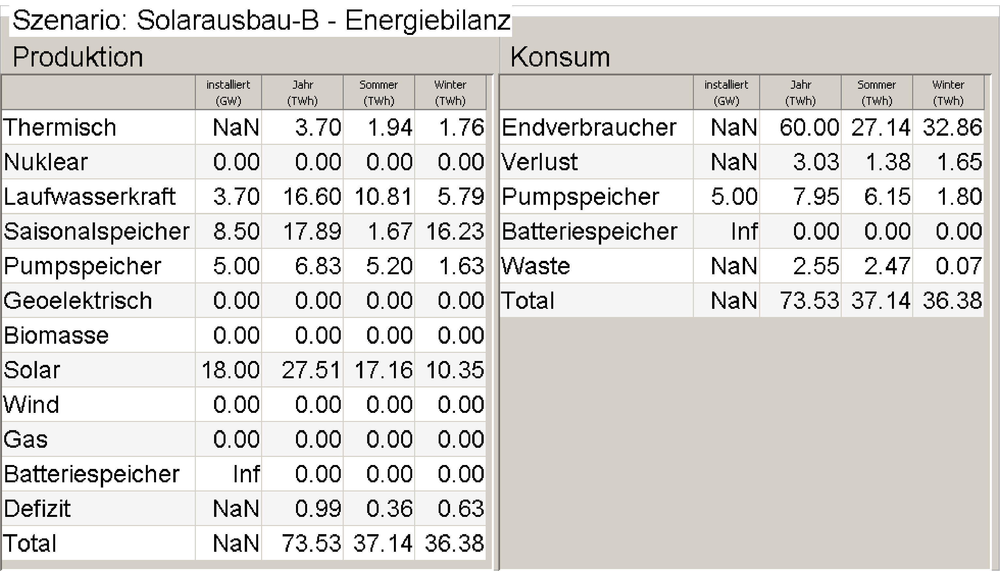 Szenario: Solarausbau-B - Energiebilanz
Produktion
installiert (GW) Jahr (TWh) Sommer (TWh) Winter (TWh)
Thermisch NaN 3.70 1.94 1.76
Nuklear 0.00 0.00 0.00 0.00
Laufwasserkraft 3.70 16.60 10.81 5.79
Saisonalspeicher 8.50 17.89 1.67 16.23
Pumpspeicher 5.00 6.83 5.20 1.63
Geoelektrisch 0.00 0.00 0.00 0.00
Biomasse 0.00 0.00 0.00 0.00
Solar 18.00 27.51 17.16 10.35
Wind 0.00 0.00 0.00 0.00
Gas 0.00 0.00 0.00 0.00
Batteriespeicher Inf 0.00 0.00 0.00
Defizit NaN 0.99 0.36 0.63
Total NaN 73.53 37.14 36.38
Konsum
installiert (GW) Jahr (TWh) Sommer (TWh) Winter (TWh)
Endverbraucher NaN 60.00 27.14 32.86
Verlust NaN 3.03 1.38 1.65
Pumpspeicher 5.00 7.95 6.15 1.80
Batteriespeicher Inf 0.00 0.00 0.00
Waste NaN 2.55 2.47 0.07
Total NaN 73.53 37.14 36.38